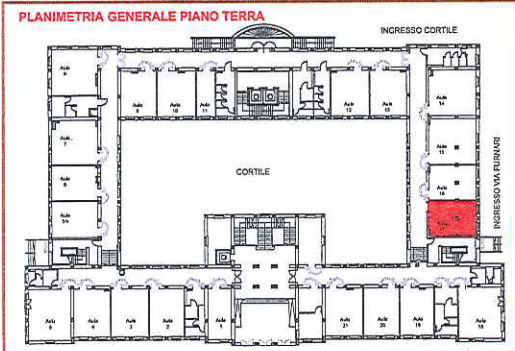 PLANIMETRIA GENERALE PIANO TERRA
INGRESSO CORTILE
Aula
Aula
9
Aula
10
Aula
11
Aula
12
Aula
13
Aula
14
Aula
7
Aula
15
Aula
8
Aula
16
Aula
CORTILE
INGRESSO VIA FURNARI
Aula
Aula
4
Aula
3
Aula
2
Aula
1
Aula
21
Aula
20
Aula
19
Aula
18